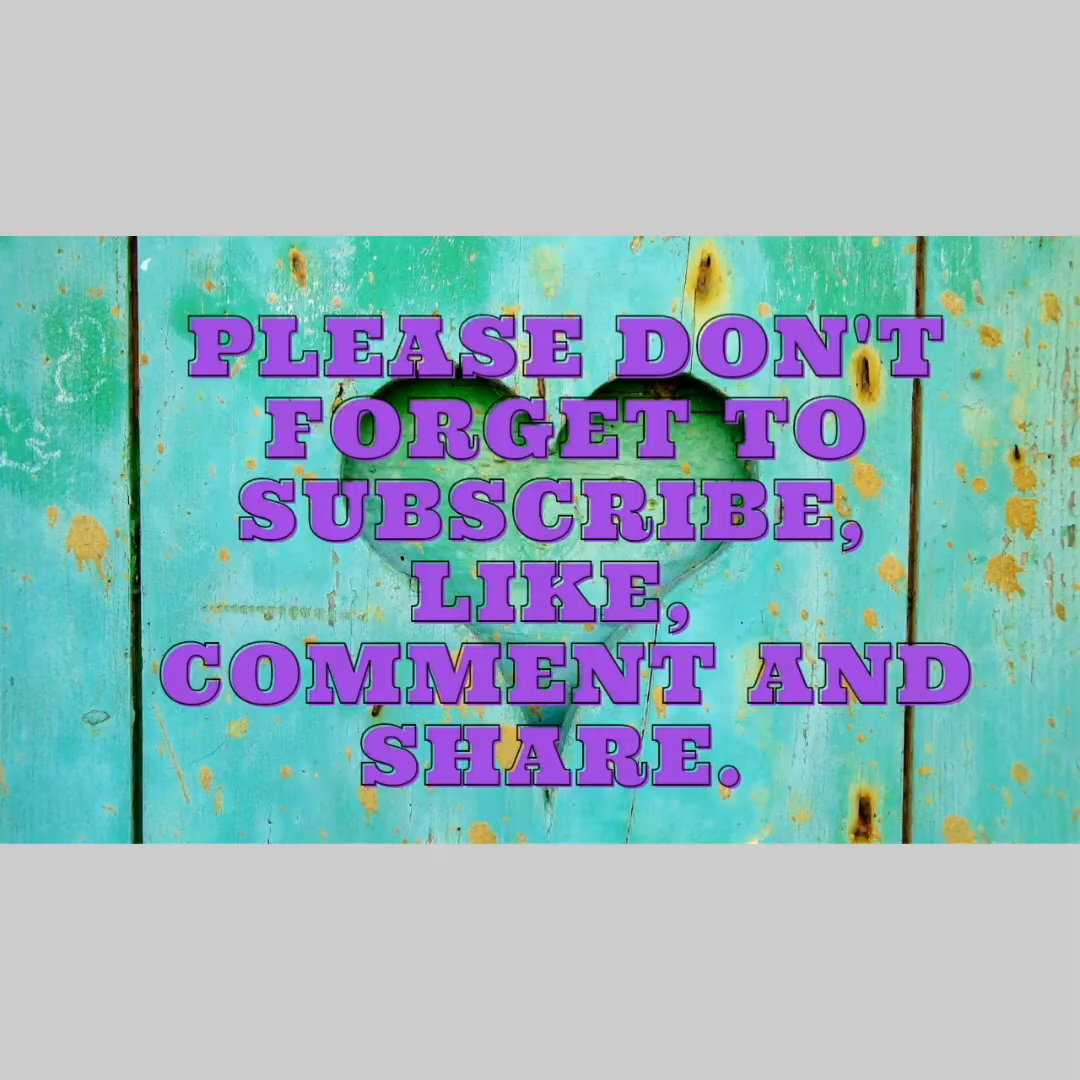 PLEASE DON'T
FORGET TO
SUBSCRIBE,
LIKE,
COMMENT AND
SHARE.